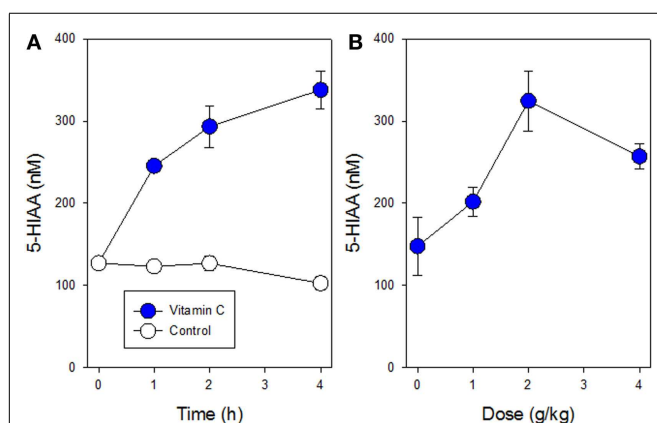 A
400
300
200
100
0
5-HIAA (nM)
Vitamin C
Control
0 1 2 3 4
Time (h)
B
400
300
200
100
0
5-HIAA (nM)
0 1 2 3 4
Dose (g/kg)